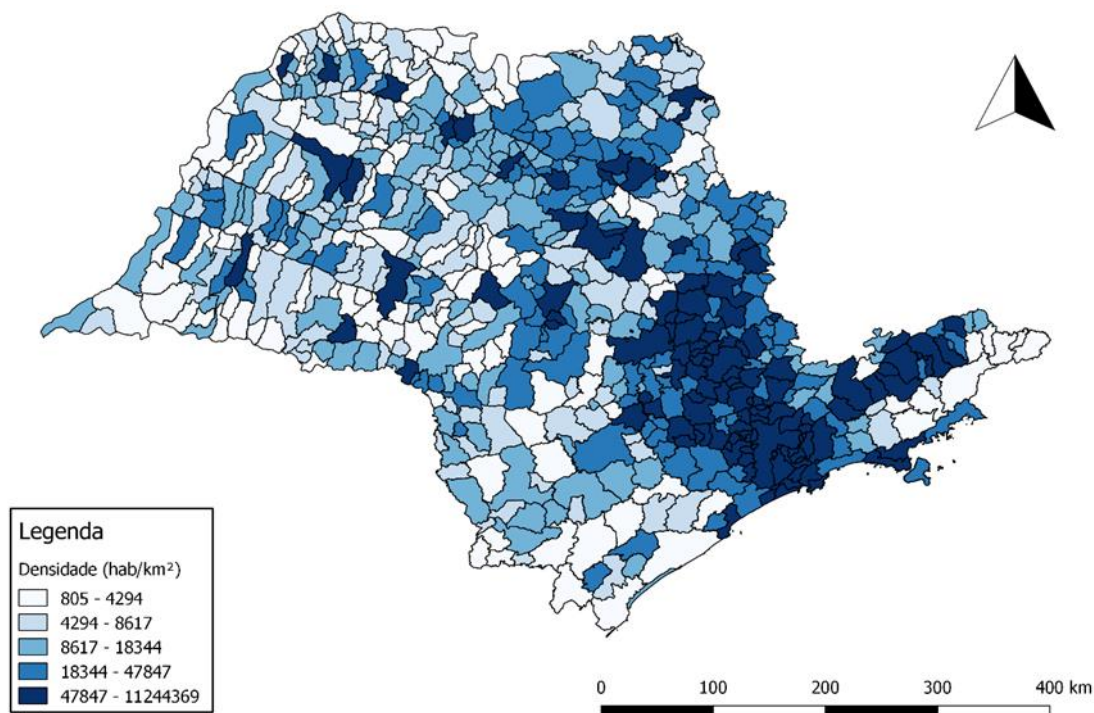 Legenda
Densidade (hab/km²)
805 - 4294
4294 - 8617
8617 - 18344
18344 - 47847
47847 - 11244369
0 100 200 300 400 km